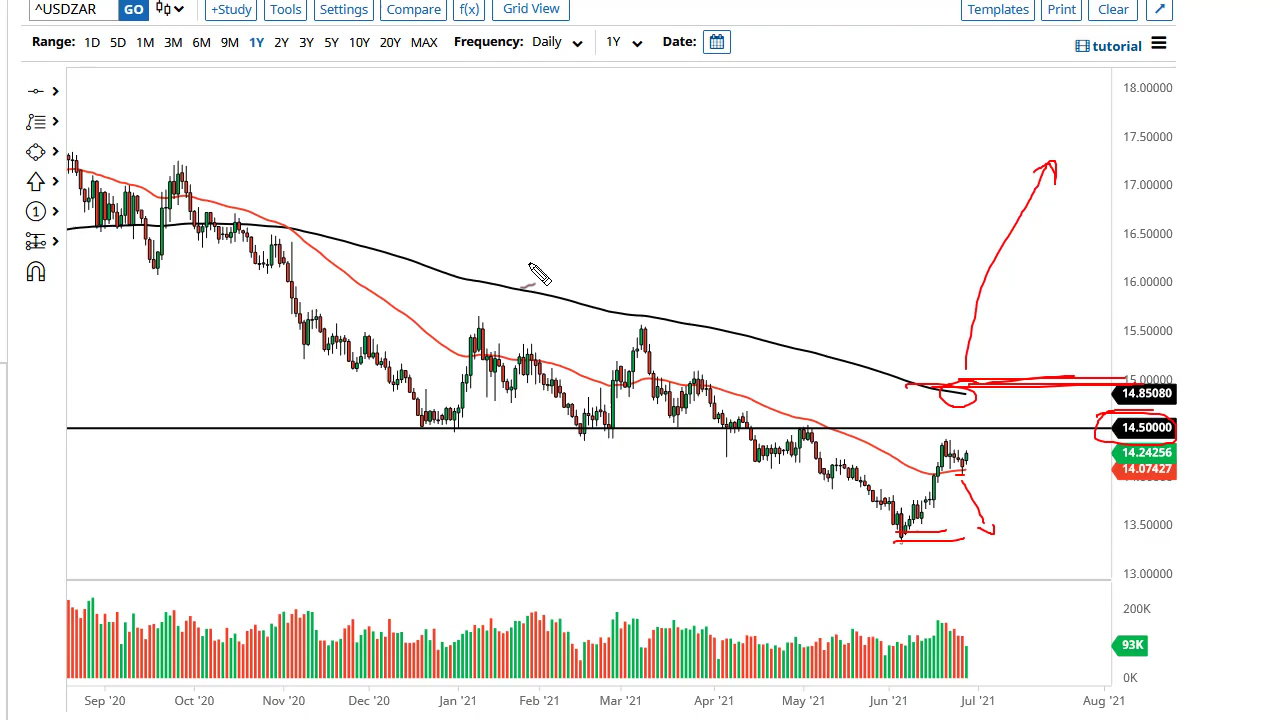 ^USDZAR GO +Study Tools Settings Compare f(x) Grid View Templates Print Clear
Range: 1D 5D 1M 3M 6M 9M 1Y 2Y 3Y 5Y 10Y 20Y MAX Frequency: Daily 1Y Date: tutorial
18.00000
17.50000
17.00000
16.50000
16.00000
15.50000
15.00000
14.85080
14.50000
14.24256
14.07427
13.50000
13.00000
200K
93K
0K
1
Sep '20 Oct '20 Nov '20 Dec '20 Jan '21 Feb '21 Mar '21 Apr '21 May '21 Jun '21 Jul '21 Aug '21